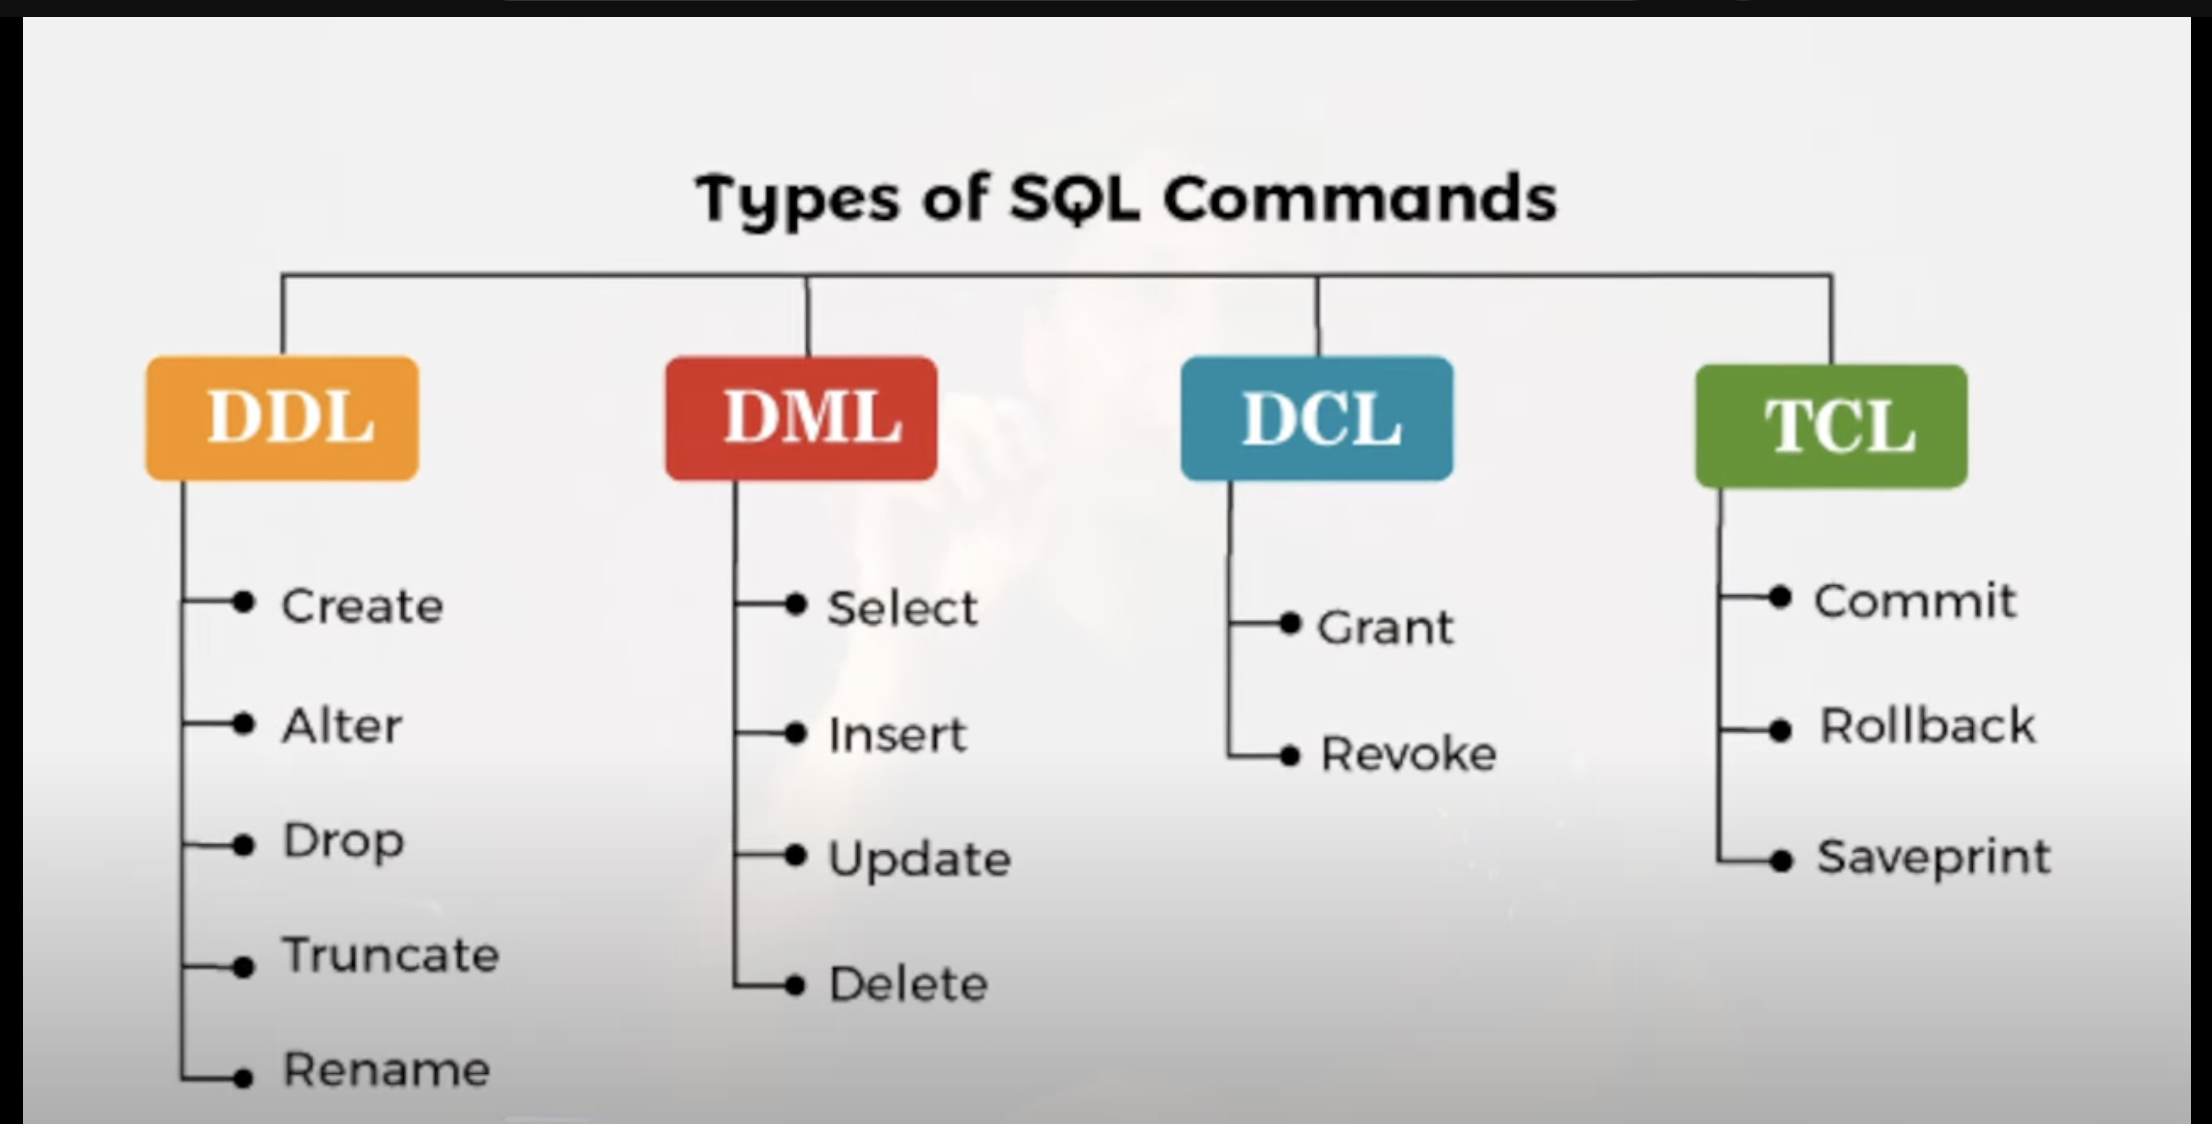 Types of SQL Commands
DDL
Create
Alter
Drop
Truncate
Rename
DML
Select
Insert
Update
Delete
DCL
Grant
Revoke
TCL
Commit
Rollback
Saveprint